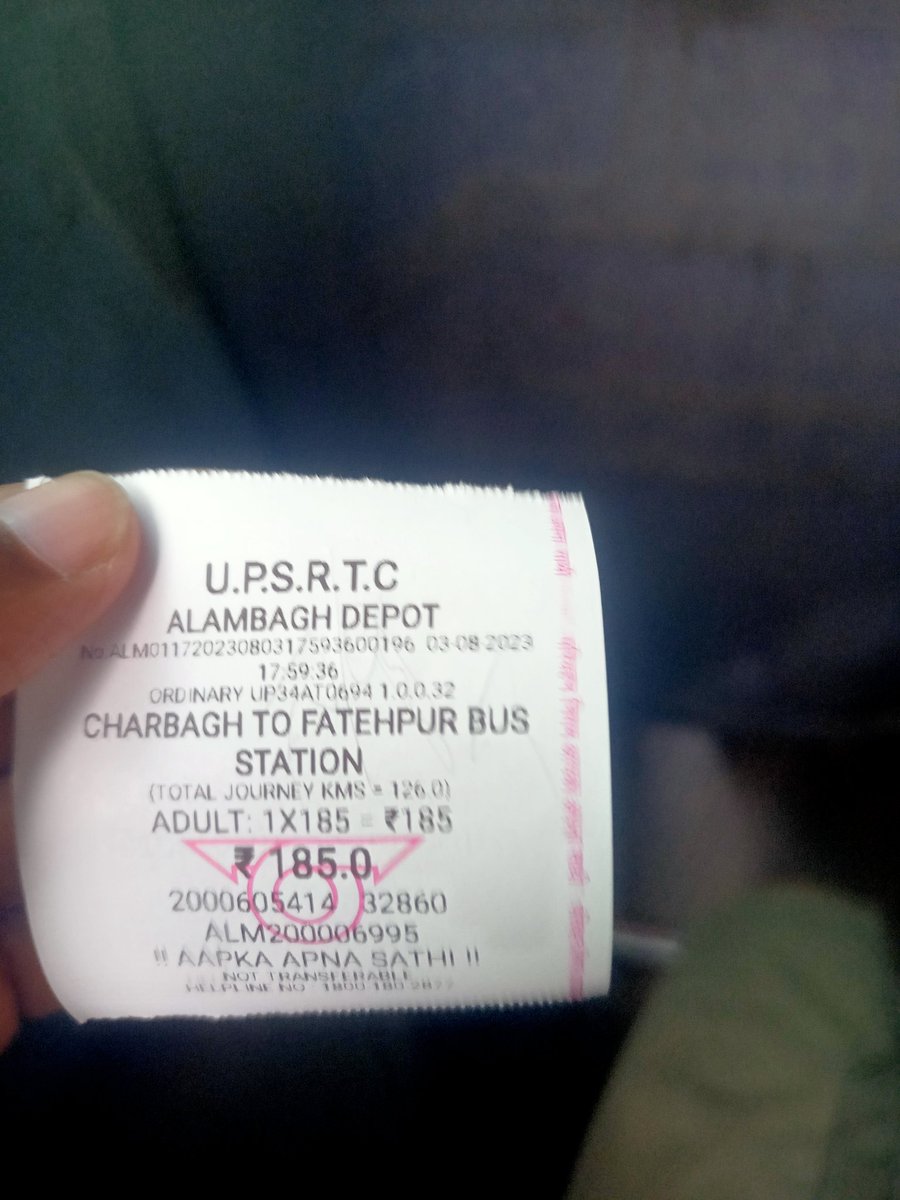 U.P.S.R.T.C
ALAMBAGH DEPOT
No.ALM01172023080317593600196 03-08-2023
17:59:36
ORDINARY UP34AT0694 1.0.0.32
CHARBAGH TO FATEHPUR BUS
STATION
(TOTAL JOURNEY KMS = 126.0)
ADULT: 1X185 = ₹185
₹ 185.0
2000605414 32860
ALM200006995
!! AAPKA APNA SATHI !!
NOT TRANSFERABLE
HELPLINE NO 1800 180 2877